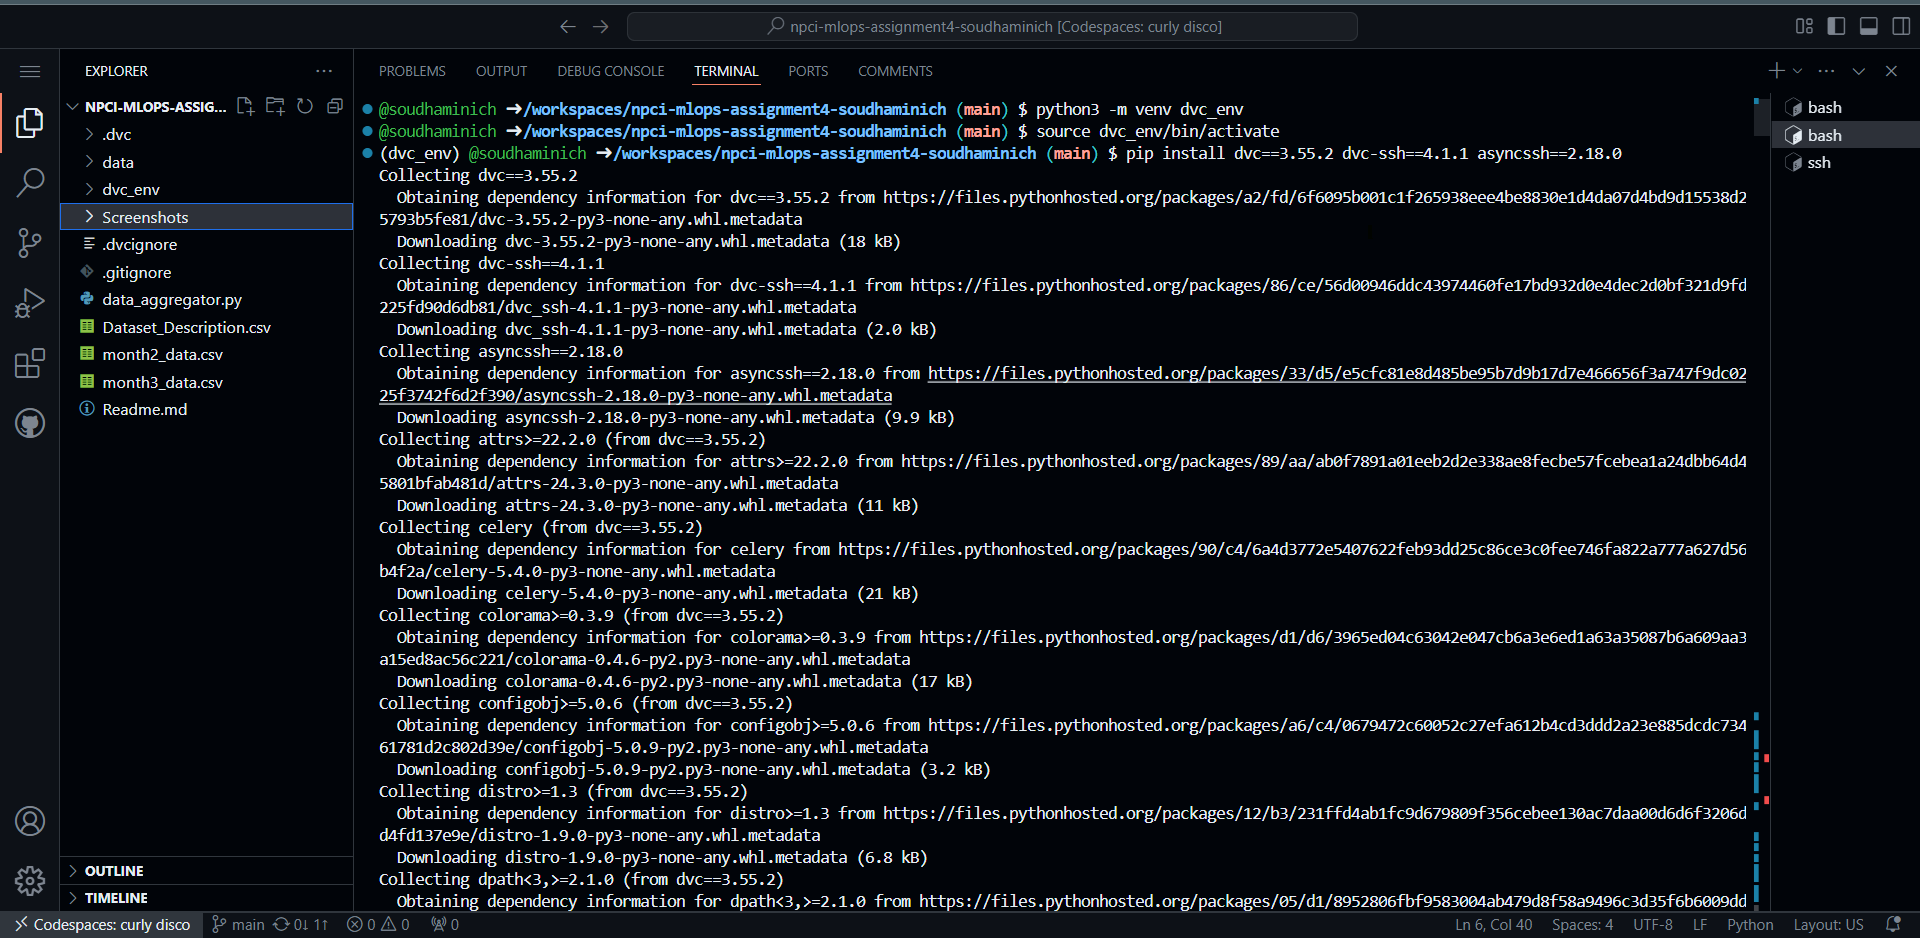 npci-mlops-assignment4-soudhaminich [Codespaces: curly disco]
EXPLORER
NPCI-MLOPS-ASSIG...
.dvc
data
dvc_env
Screenshots
.dvcignore
.gitignore
data_aggregator.py
Dataset_Description.csv
month2_data.csv
month3_data.csv
Readme.md
OUTLINE
TIMELINE
PROBLEMS OUTPUT DEBUG CONSOLE TERMINAL PORTS COMMENTS
@soudhaminich ➜/workspaces/npci-mlops-assignment4-soudhaminich (main) $ python3 -m venv dvc_env
@soudhaminich ➜/workspaces/npci-mlops-assignment4-soudhaminich (main) $ source dvc_env/bin/activate
(dvc_env) @soudhaminich ➜/workspaces/npci-mlops-assignment4-soudhaminich (main) $ pip install dvc==3.55.2 dvc-ssh==4.1.1 asyncssh==2.18.0
Collecting dvc==3.55.2
Obtaining dependency information for dvc==3.55.2 from https://files.pythonhosted.org/packages/a2/fd/6f6095b001c1f265938eee4be8830e1d4da07d4bd9d15538d2
5793b5fe81/dvc-3.55.2-py3-none-any.whl.metadata
Downloading dvc-3.55.2-py3-none-any.whl.metadata (18 kB)
Collecting dvc-ssh==4.1.1
Obtaining dependency information for dvc-ssh==4.1.1 from https://files.pythonhosted.org/packages/86/ce/56d00946ddc43974460fe17bd932d0e4dec2d0bf321d9fd
225fd90d6db81/dvc_ssh-4.1.1-py3-none-any.whl.metadata
Downloading dvc_ssh-4.1.1-py3-none-any.whl.metadata (2.0 kB)
Collecting asyncssh==2.18.0
Obtaining dependency information for asyncssh==2.18.0 from https://files.pythonhosted.org/packages/33/d5/e5cfc81e8d485be95b7d9b17d7e466656f3a747f9dc02
25f3742f6d2f390/asyncssh-2.18.0-py3-none-any.whl.metadata
Downloading asyncssh-2.18.0-py3-none-any.whl.metadata (9.9 kB)
Collecting attrs>=22.2.0 (from dvc==3.55.2)
Obtaining dependency information for attrs>=22.2.0 from https://files.pythonhosted.org/packages/89/aa/ab0f7891a01eeb2d2e338ae8fecbe57fcebea1a24dbb64d4
5801bfab481d/attrs-24.3.0-py3-none-any.whl.metadata
Downloading attrs-24.3.0-py3-none-any.whl.metadata (11 kB)
Collecting celery (from dvc==3.55.2)
Obtaining dependency information for celery from https://files.pythonhosted.org/packages/90/c4/6a4d3772e5407622feb93dd25c86ce3c0fee746fa822a777a627d56
b4f2a/celery-5.4.0-py3-none-any.whl.metadata
Downloading celery-5.4.0-py3-none-any.whl.metadata (21 kB)
Collecting colorama>=0.3.9 (from dvc==3.55.2)
Obtaining dependency information for colorama>=0.3.9 from https://files.pythonhosted.org/packages/d1/d6/3965ed04c63042e047cb6a3e6ed1a63a35087b6a609aa3
a15ed8ac56c221/colorama-0.4.6-py2.py3-none-any.whl.metadata
Downloading colorama-0.4.6-py2.py3-none-any.whl.metadata (17 kB)
Collecting configobj>=5.0.6 (from dvc==3.55.2)
Obtaining dependency information for configobj>=5.0.6 from https://files.pythonhosted.org/packages/a6/c4/0679472c60052c27efa612b4cd3ddd2a23e885dcdc734
61781d2c802d39e/configobj-5.0.9-py2.py3-none-any.whl.metadata
Downloading configobj-5.0.9-py2.py3-none-any.whl.metadata (3.2 kB)
Collecting distro>=1.3 (from dvc==3.55.2)
Obtaining dependency information for distro>=1.3 from https://files.pythonhosted.org/packages/12/b3/231ffd4ab1fc9d679809f356cebee130ac7daa00d6d6f3206d
d4fd137e9e/distro-1.9.0-py3-none-any.whl.metadata
Downloading distro-1.9.0-py3-none-any.whl.metadata (6.8 kB)
Collecting dpath<3,>=2.1.0 (from dvc==3.55.2)
Obtaining dependency information for dpath<3,>=2.1.0 from https://files.pythonhosted.org/packages/05/d1/8952806fbf9583004ab479d8f58a9496c3d35f6b6009dd
bash
bash
ssh
Codespaces: curly disco main 0↓ 1↑ 0 0 0 Ln 6, Col 40 Spaces: 4 UTF-8 LF Python Layout: US